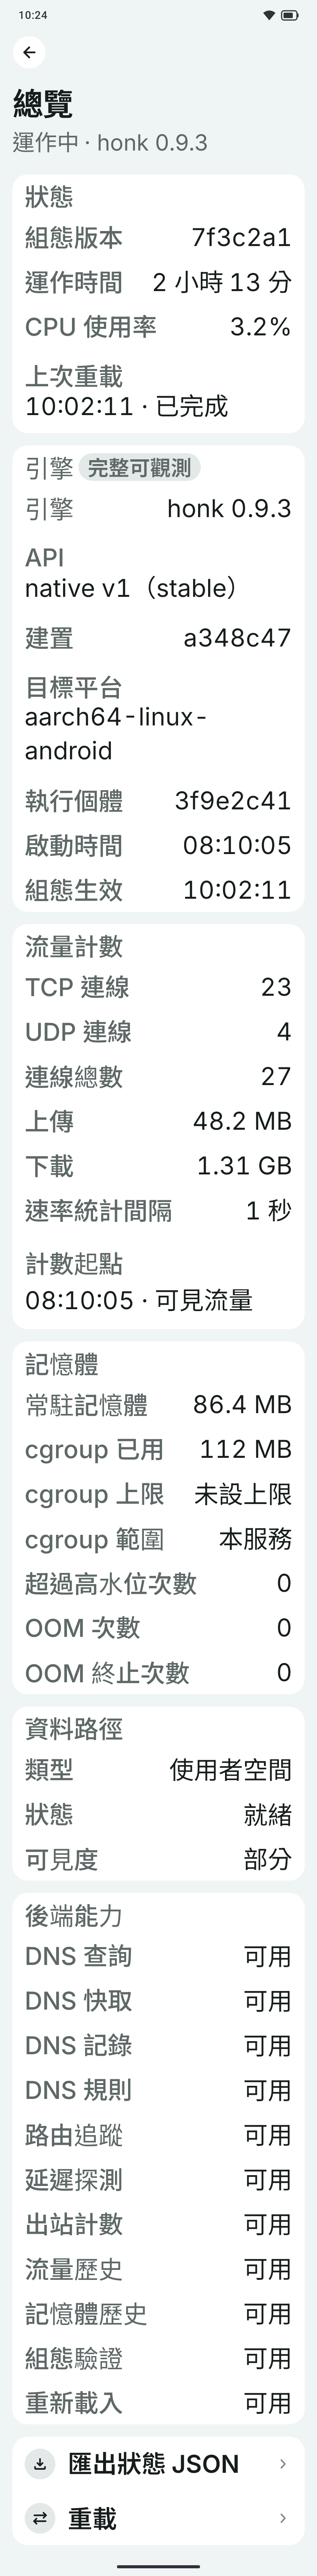 10:24
總覽
運作中 · honk 0.9.3
狀態
組態版本 7f3c2a1
運作時間 2 小時 13 分
CPU 使用率 3.2%
上次重載
10:02:11 · 已完成
引擎 完整可觀測
引擎 honk 0.9.3
API
native v1（stable）
建置 a348c47
目標平台
aarch64-linux-
android
執行個體 3f9e2c41
啟動時間 08:10:05
組態生效 10:02:11
流量計數
TCP 連線 23
UDP 連線 4
連線總數 27
上傳 48.2 MB
下載 1.31 GB
速率統計間隔 1 秒
計數起點
08:10:05 · 可見流量
記憶體
常駐記憶體 86.4 MB
cgroup 已用 112 MB
cgroup 上限 未設上限
cgroup 範圍 本服務
超過高水位次數 0
OOM 次數 0
OOM 終止次數 0
資料路徑
類型 使用者空間
狀態 就緒
可見度 部分
後端能力
DNS 查詢 可用
DNS 快取 可用
DNS 記錄 可用
DNS 規則 可用
路由追蹤 可用
延遲探測 可用
出站計數 可用
流量歷史 可用
記憶體歷史 可用
組態驗證 可用
重新載入 可用
匯出狀態 JSON
重載